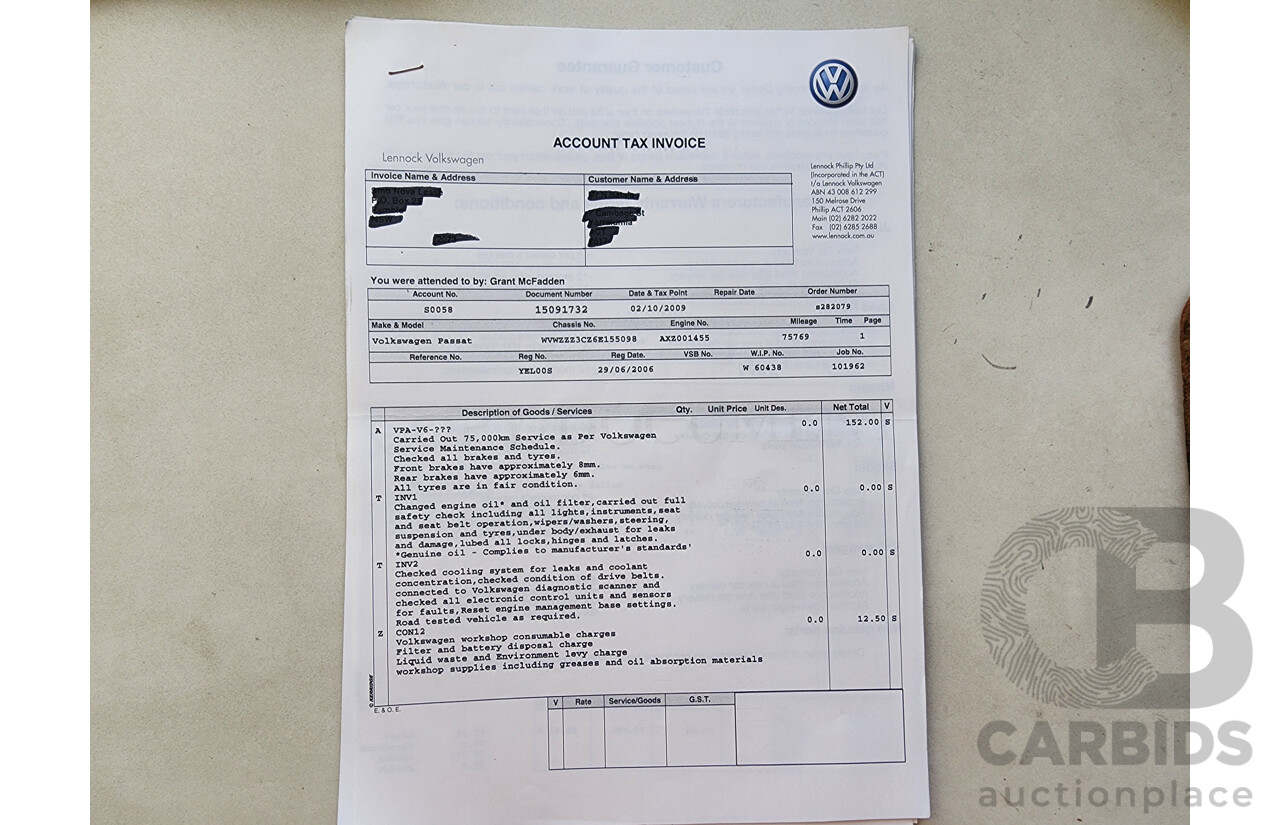 VW
ACCOUNT TAX INVOICE
Lennock Volkswagen
Lennock Phillip Pty Ltd
(Incorporated in the ACT)
t/a Lennock Volkswagen
ABN 43 008 612 299
150 Melrose Drive
Phillip ACT 2606
Main (02) 6282 2022
Fax (02) 6285 2688
www.lennock.com.au
Invoice Name & Address Customer Name & Address
P.O. Box
St
You were attended to by: Grant McFadden
Account No. Document Number Date & Tax Point Repair Date Order Number
S0058 15091732 02/10/2009 s282079
Make & Model Chassis No. Engine No. Mileage Time Page
Volkswagen Passat WVWZZZ3CZ6E155098 AXZ001455 75769 1
Reference No. Reg No. Reg Date. VSB No. W.I.P. No. Job No.
YEL00S 29/06/2006 W 60438 101962
Description of Goods / Services Qty. Unit Price Unit Des. Net Total V
A VPA-V6-??? 0.0 152.00 S
Carried Out 75,000km Service as Per Volkswagen
Service Maintenance Schedule.
Checked all brakes and tyres.
Front brakes have approximately 8mm.
Rear brakes have approximately 6mm.
All tyres are in fair condition.
T INV1 0.0 0.00 S
Changed engine oil* and oil filter,carried out full
safety check including all lights,instruments,seat
and seat belt operation,wipers/washers,steering,
suspension and tyres,under body/exhaust for leaks
and damage,lubed all locks,hinges and latches.
*Genuine oil - Complies to manufacturer's standards'
T INV2 0.0 0.00 S
Checked cooling system for leaks and coolant
concentration,checked condition of drive belts.
connected to Volkswagen diagnostic scanner and
checked all electronic control units and sensors
for faults,Reset engine management base settings.
Road tested vehicle as required.
Z CON12 0.0 12.50 S
Volkswagen workshop consumable charges
Filter and battery disposal charge
Liquid waste and Environment levy charge
workshop supplies including greases and oil absorption materials
© KERRIDGE
E. & O. E.
V Rate Service/Goods G.S.T.
CB
CARBIDS
auctionplace